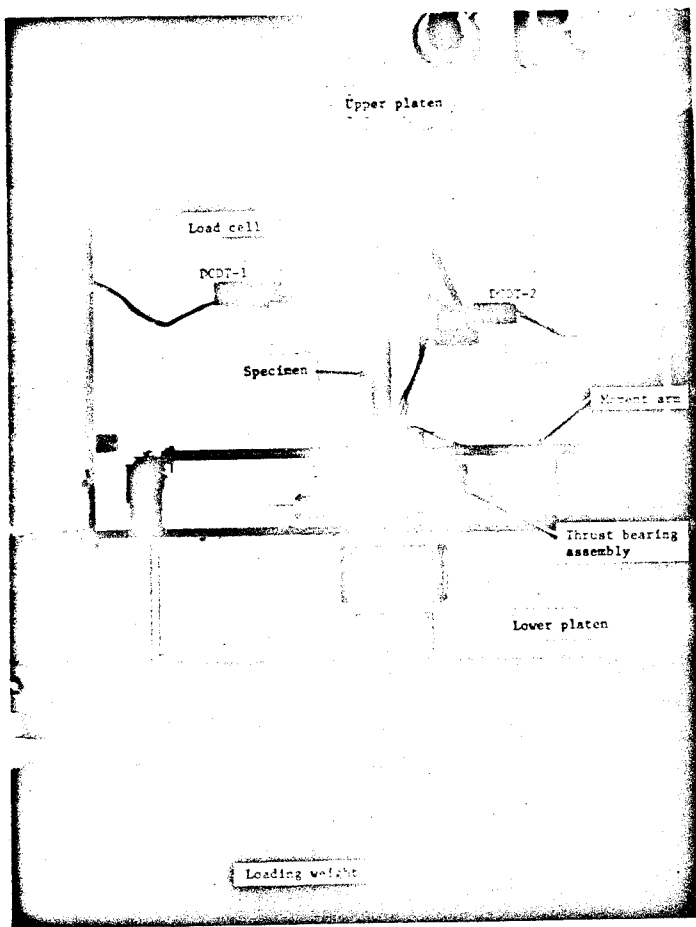 Upper platen
Load cell
DCDT-1
DCDT-2
Specimen
Moment arm
Thrust bearing
assembly
Lower platen
Loading weight